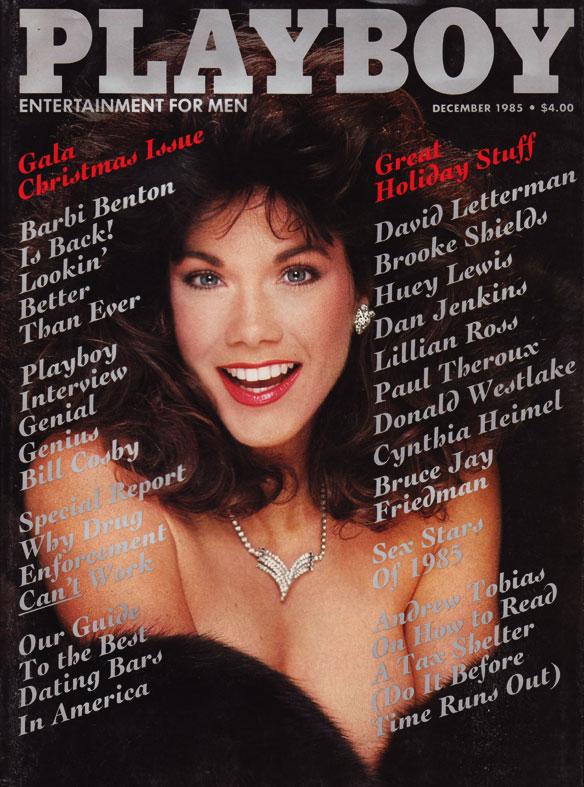 PLAYBOY
ENTERTAINMENT FOR MEN
DECEMBER 1985 • $4.00
Gala
Christmas Issue
Barbi Benton
Is Back!
Lookin'
Better
Than Ever
Playboy
Interview
Genial
Genius
Bill Cosby
Special Report
Why Drug
Enforcement
Can't Work
Our Guide
To the Best
Dating Bars
In America
Great
Holiday Stuff
David Letterman
Brooke Shields
Huey Lewis
Dan Jenkins
Lillian Ross
Paul Theroux
Donald Westlake
Cynthia Heimel
Bruce Jay
Friedman
Sex Stars
Of 1985
Andrew Tobias
On How to Read
A Tax Shelter
(Do It Before
Time Runs Out)